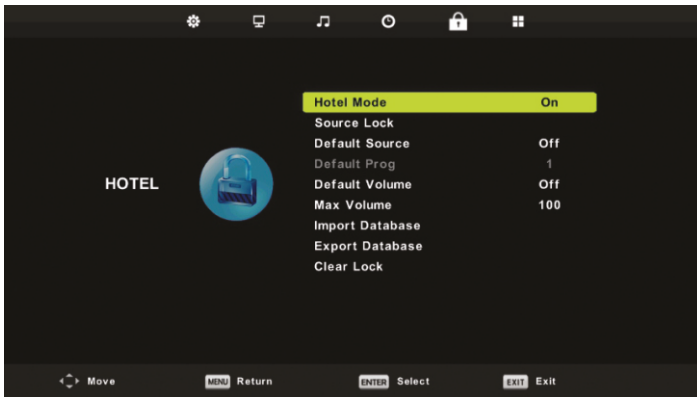 Hotel Mode On
Source Lock
Default Source Off
Default Prog 1
HOTEL
Default Volume Off
Max Volume 100
Import Database
Export Database
Clear Lock
Move MENU Return ENTER Select EXIT Exit